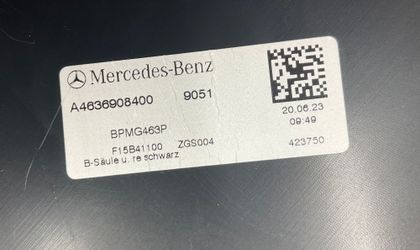 Mercedes-Benz
A4636908400 9051
20.06.23
09:49
BPMG463P
F15B41100 ZGS004 423750
B-Säule u. re schwarz